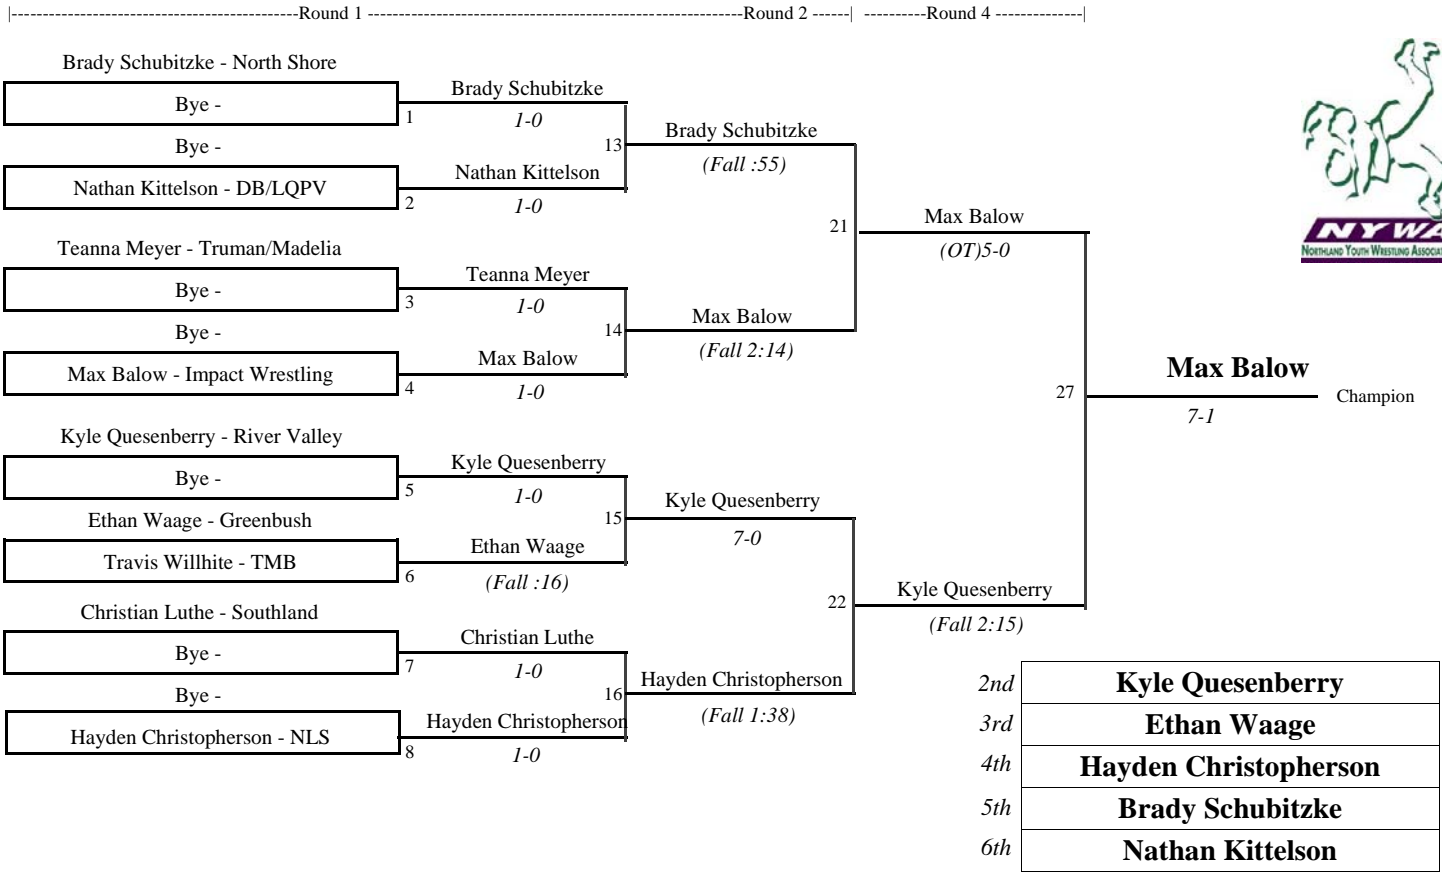 |-----------------------------------------------Round 1 -------------------------------------------------------------Round 2 ------| ----------Round 4 --------------|
Brady Schubitzke - North Shore
Bye -
1
Bye -
Nathan Kittelson - DB/LQPV
2
Teanna Meyer - Truman/Madelia
Bye -
3
Bye -
Max Balow - Impact Wrestling
4
Kyle Quesenberry - River Valley
Bye -
5
Ethan Waage - Greenbush
Travis Willhite - TMB
6
Christian Luthe - Southland
Bye -
7
Bye -
Hayden Christopherson - NLS
8
Brady Schubitzke
1-0
13
Nathan Kittelson
1-0
Teanna Meyer
1-0
14
Max Balow
1-0
Kyle Quesenberry
1-0
15
Ethan Waage
(Fall :16)
Christian Luthe
1-0
16
Hayden Christopherson
1-0
Brady Schubitzke
(Fall :55)
21
Max Balow
(Fall 2:14)
Kyle Quesenberry
7-0
22
Hayden Christopherson
(Fall 1:38)
Max Balow
(OT)5-0
27
Kyle Quesenberry
(Fall 2:15)
Max Balow
Champion
7-1
NYWA
NORTHLAND YOUTH WRESTLING
2nd Kyle Quesenberry
3rd Ethan Waage
4th Hayden Christopherson
5th Brady Schubitzke
6th Nathan Kittelson